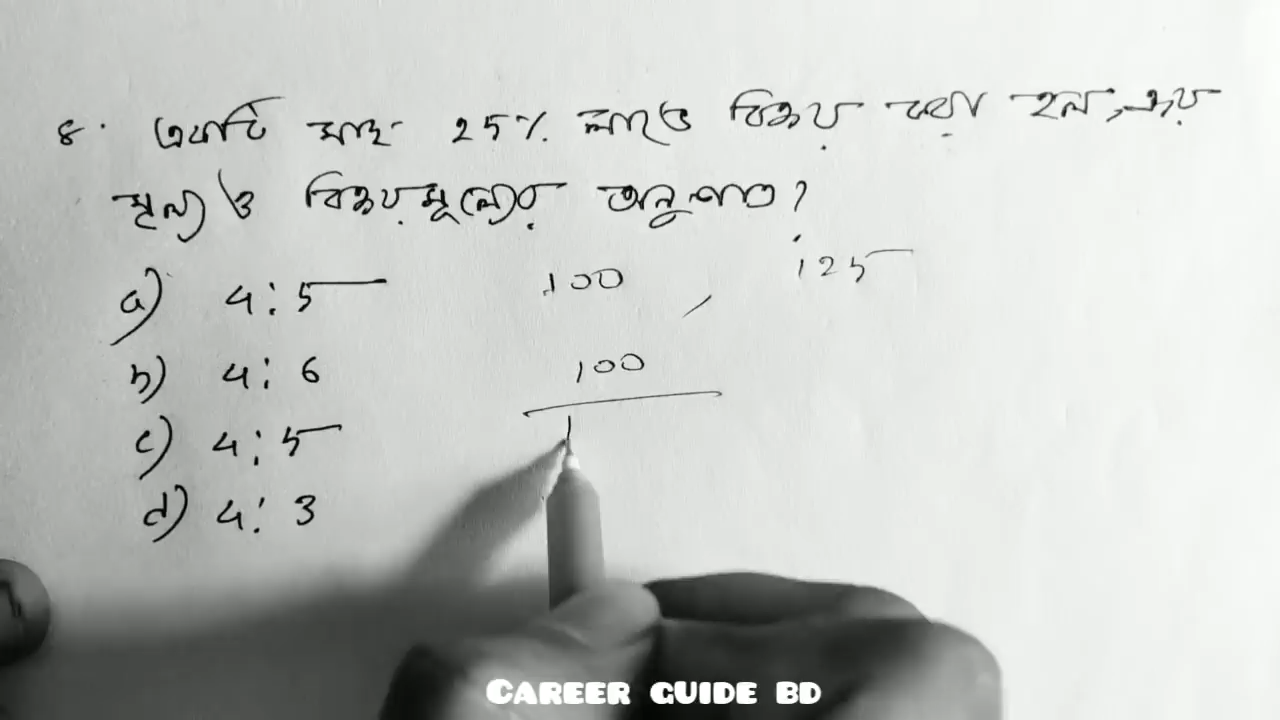 ৪. একটি মাছ 25% লাভে বিক্রয় করা হল, ক্রয়
মূল্য ও বিক্রয়মূল্যের অনুপাত?
a) 4:5
b) 4:6
c) 4:5
d) 4:3
100, 125
100
1
CAREER GUIDE BD